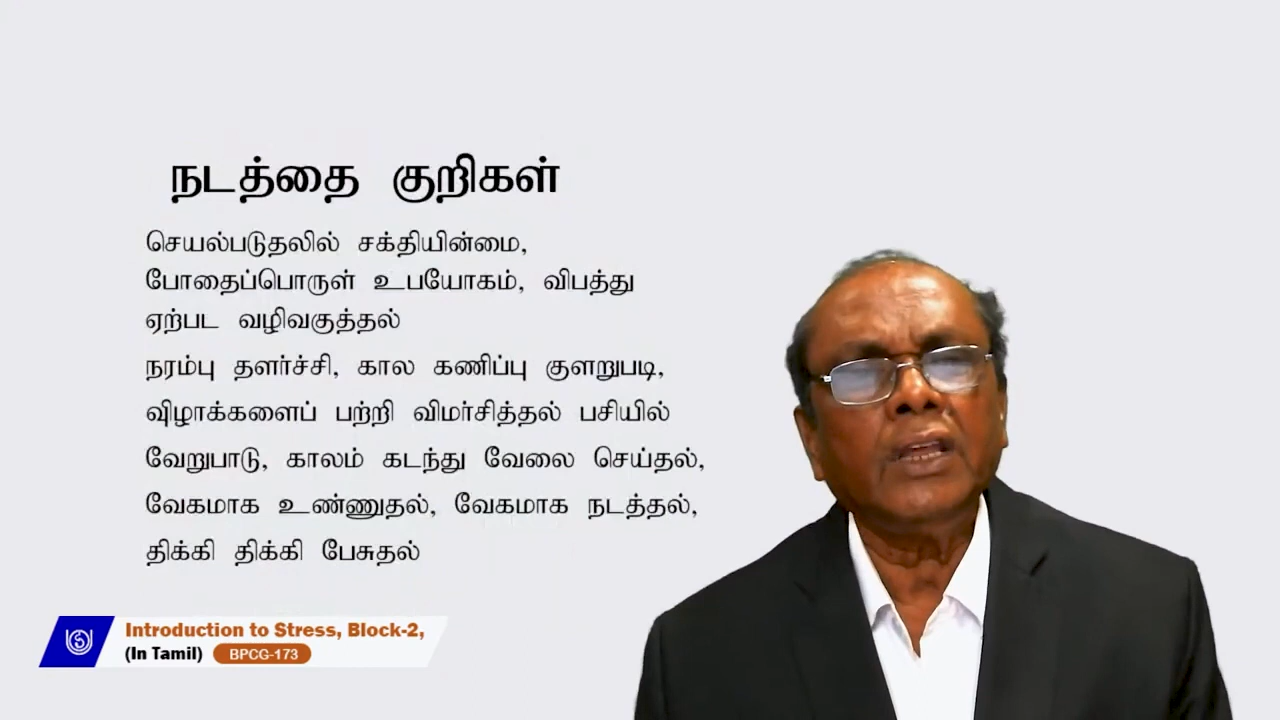 நடத்தை குறிகள்
செயல்படுதலில் சக்தியின்மை,
போதைப்பொருள் உபயோகம், விபத்து
ஏற்பட வழிவகுத்தல்
நரம்பு தளர்ச்சி, கால கணிப்பு குளறுபடி,
விழாக்களைப் பற்றி விமர்சித்தல் பசியில்
வேறுபாடு, காலம் கடந்து வேலை செய்தல்,
வேகமாக உண்ணுதல், வேகமாக நடத்தல்,
திக்கி திக்கி பேசுதல்
Introduction to Stress, Block-2,
(In Tamil) BPCG-173